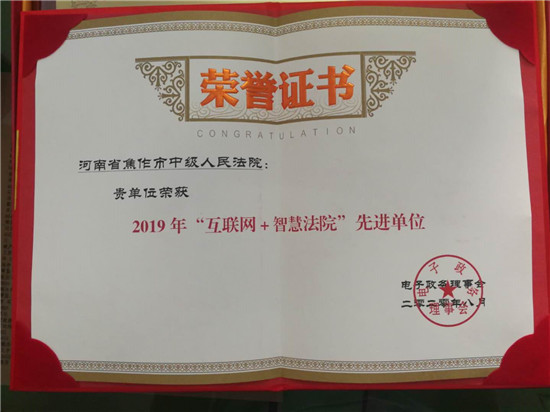 荣誉证书
CONGRATULATION
河南省焦作市中级人民法院:
贵单位荣获
2019年“互联网+智慧法院”先进单位
电子政务理事会
二零二零年八月